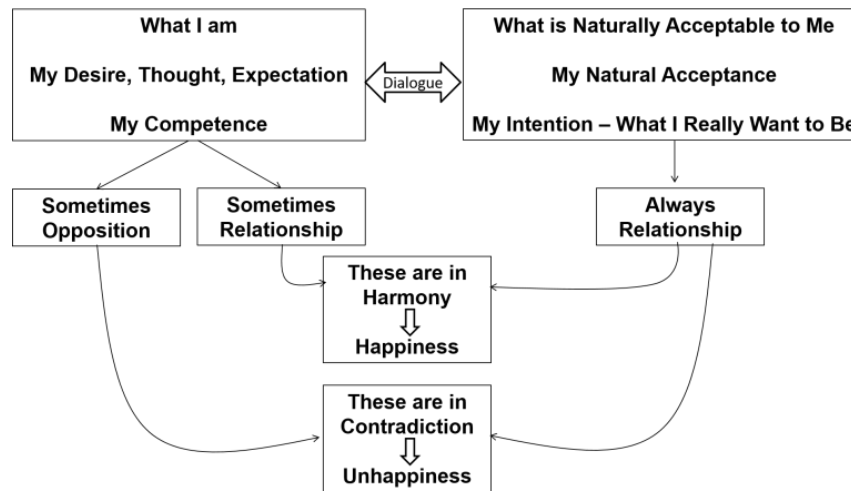 What I am
My Desire, Thought, Expectation
My Competence
Dialogue
What is Naturally Acceptable to Me
My Natural Acceptance
My Intention – What I Really Want to Be
Sometimes
Opposition
Sometimes
Relationship
Always
Relationship
These are in
Harmony
Happiness
These are in
Contradiction
Unhappiness